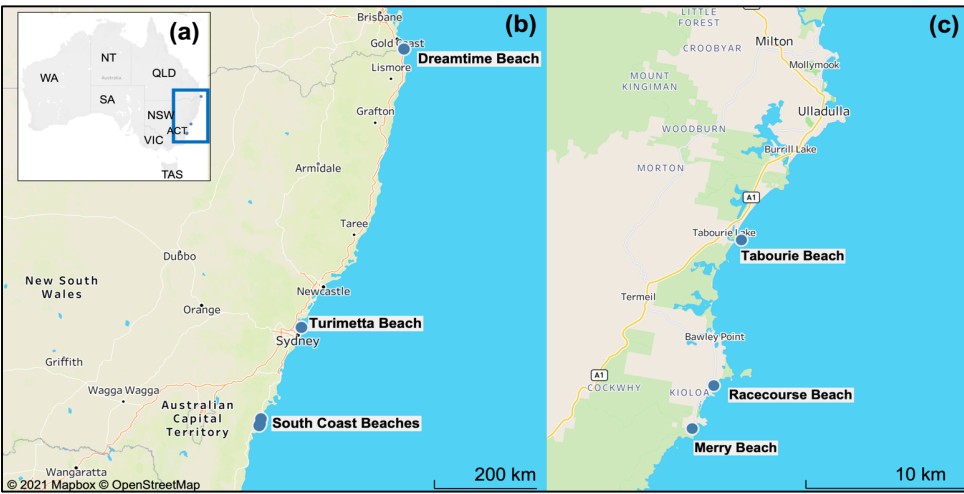 (a)
NT
WA
Australia
QLD
SA
NSW
ACT
VIC
TAS
(b)
Brisbane
Gold Coast
Dreamtime Beach
Lismore
Grafton
Armidale
Taree
Dubbo
New South
Wales
Newcastle
Orange
Turimetta Beach
Sydney
Griffith
Wagga Wagga
Australian
Capital
Territory
South Coast Beaches
Wangaratta
© 2021 Mapbox © OpenStreetMap
200 km
(c)
LITTLE
FOREST
Milton
CROOBYAR
Mollymook
MOUNT
KINGIMAN
Ulladulla
WOODBURN
Burrill Lake
MORTON
A1
Tabourie Lake
Tabourie Beach
Termeil
Bawley Point
A1
COCKWHY
KIOLOA
Racecourse Beach
Merry Beach
10 km